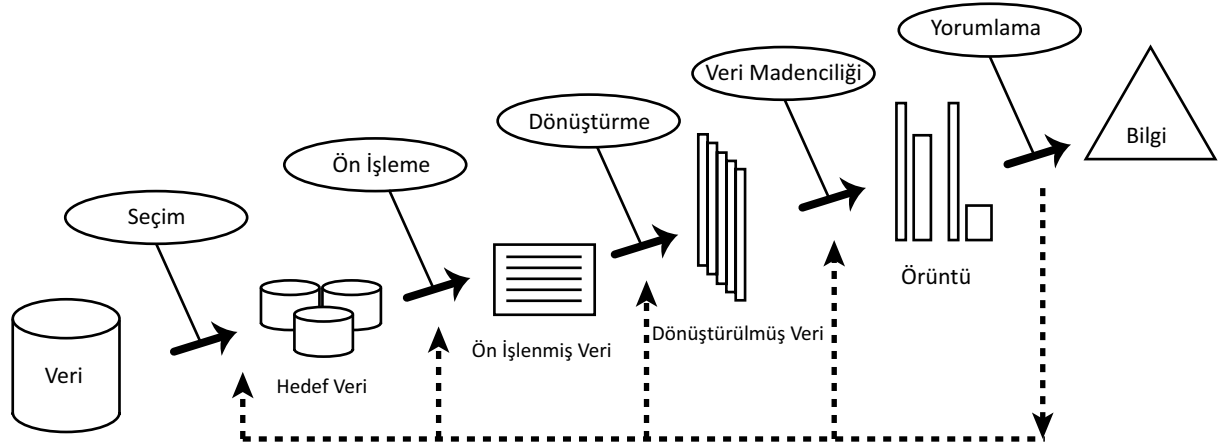 Yorumlama
Veri Madenciliği
Bilgi
Dönüştürme
Ön İşleme
Seçim
Örüntü
Dönüştürülmüş Veri
Ön İşlenmiş Veri
Veri
Hedef Veri